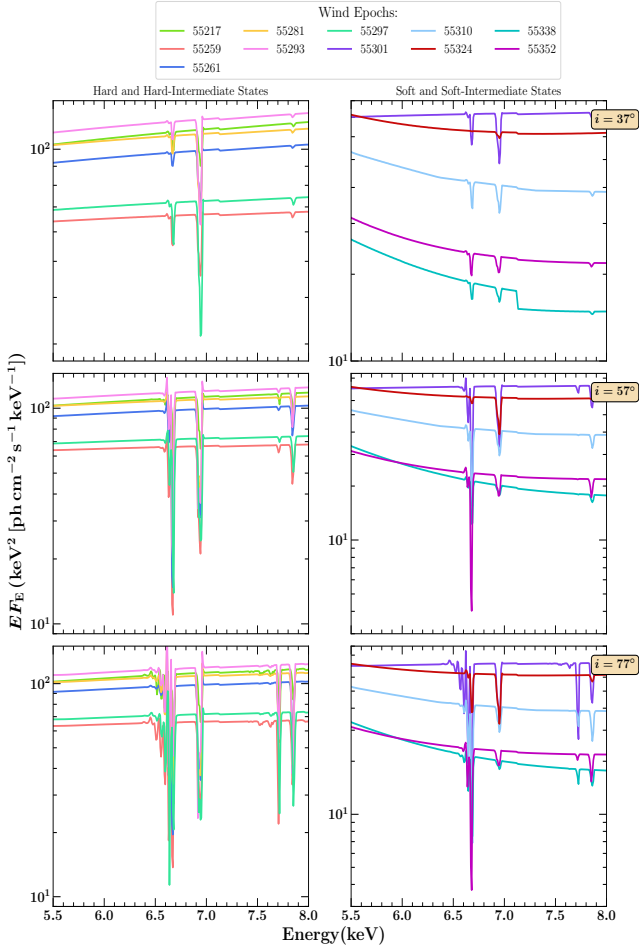 Wind Epochs:
55217 55281 55297 55310 55338
55259 55293 55301 55324 55352
55261
Hard and Hard-Intermediate States Soft and Soft-Intermediate States
10² i = 37°
10¹
EF_E (keV² [ph cm⁻² s⁻¹ keV⁻¹])
10² i = 57°
10¹ 10¹
10² i = 77°
10¹ 10¹
5.5 6.0 6.5 7.0 7.5 8.0 5.5 6.0 6.5 7.0 7.5 8.0
Energy(keV)